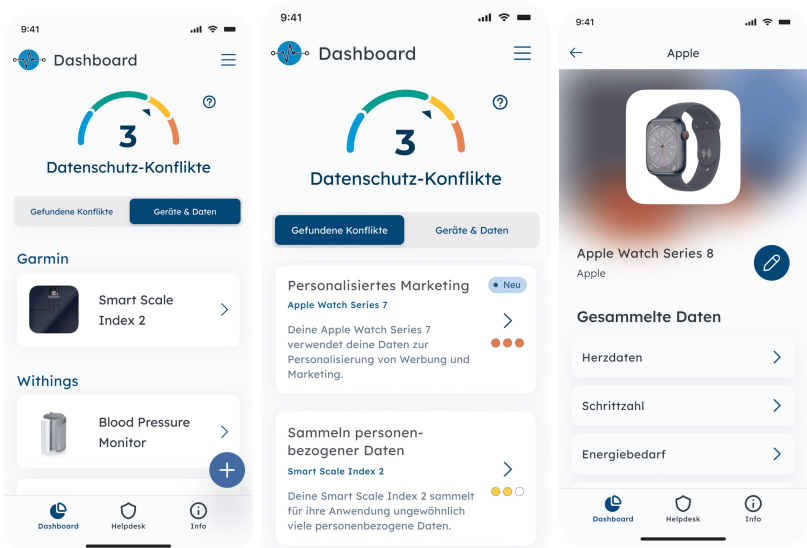 9:41
Dashboard
3
Datenschutz-Konflikte
Gefundene Konflikte
Geräte & Daten
Garmin
Smart Scale
Index 2
Withings
Blood Pressure
Monitor
Dashboard
Helpdesk
Info
9:41
Dashboard
3
Datenschutz-Konflikte
Gefundene Konflikte
Geräte & Daten
Personalisiertes Marketing
Neu
Apple Watch Series 7
Deine Apple Watch Series 7
verwendet deine Daten zur
Personalisierung von Werbung und
Marketing.
Sammeln personen-
bezogener Daten
Smart Scale Index 2
Deine Smart Scale Index 2 sammelt
für ihre Anwendung ungewöhnlich
viele personenbezogene Daten.
9:41
Apple
Apple Watch Series 8
Apple
Gesammelte Daten
Herzdaten
Schrittzahl
Energiebedarf
Dashboard
Helpdesk
Info